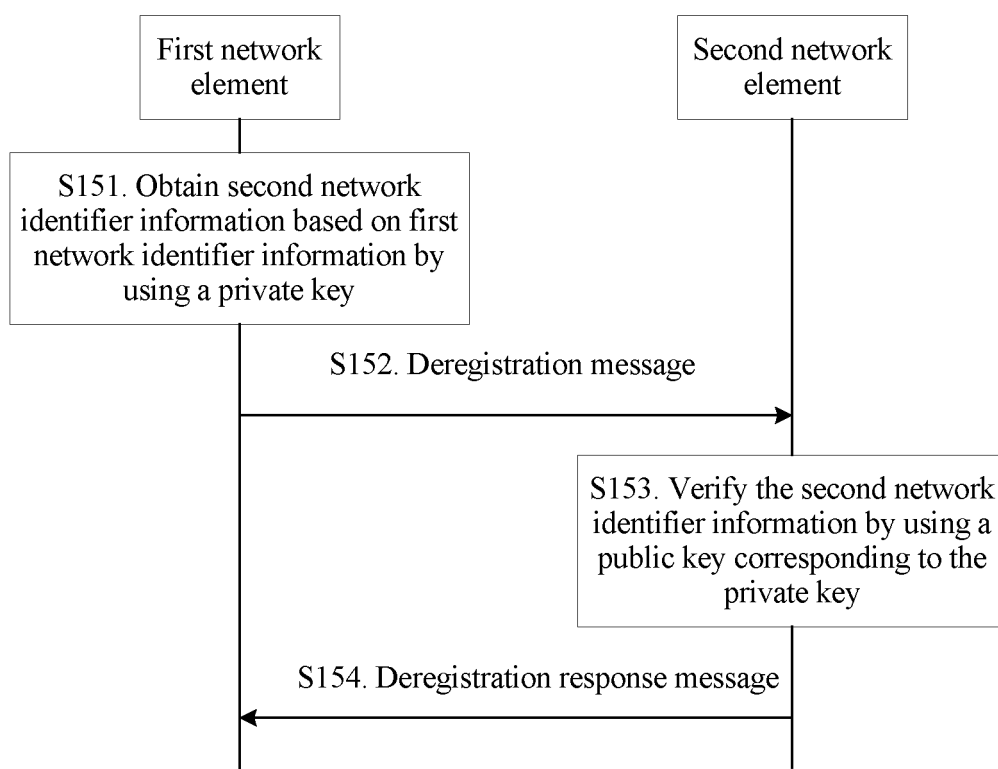 First network
element
Second network
element
S151. Obtain second network
identifier information based on first
network identifier information by
using a private key
S152. Deregistration message
S153. Verify the second network
identifier information by using a
public key corresponding to the
private key
S154. Deregistration response message